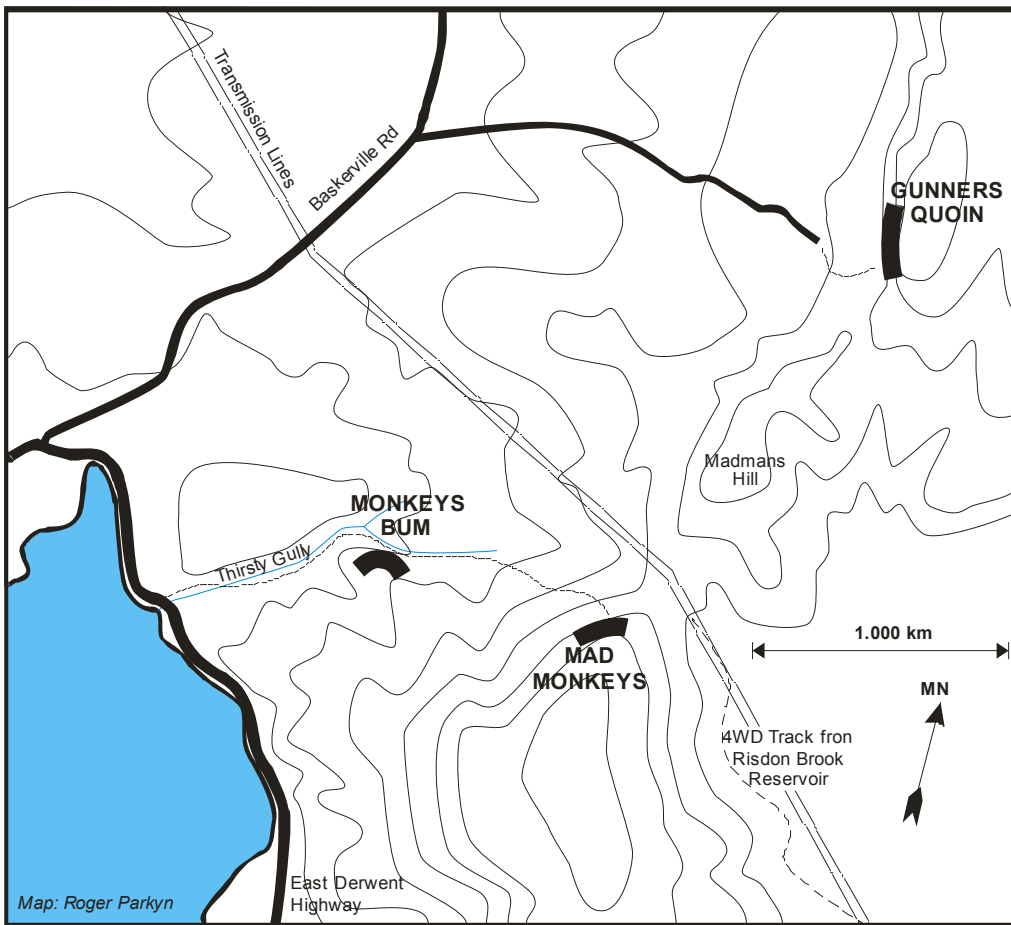 Transmission Lines
Baskerville Rd
GUNNERS
QUOIN
Madmans
Hill
MONKEYS
BUM
Thirsty Gully
MAD
MONKEYS
1.000 km
MN
4WD Track fron
Risdon Brook
Reservoir
East Derwent
Highway
Map: Roger Parkyn